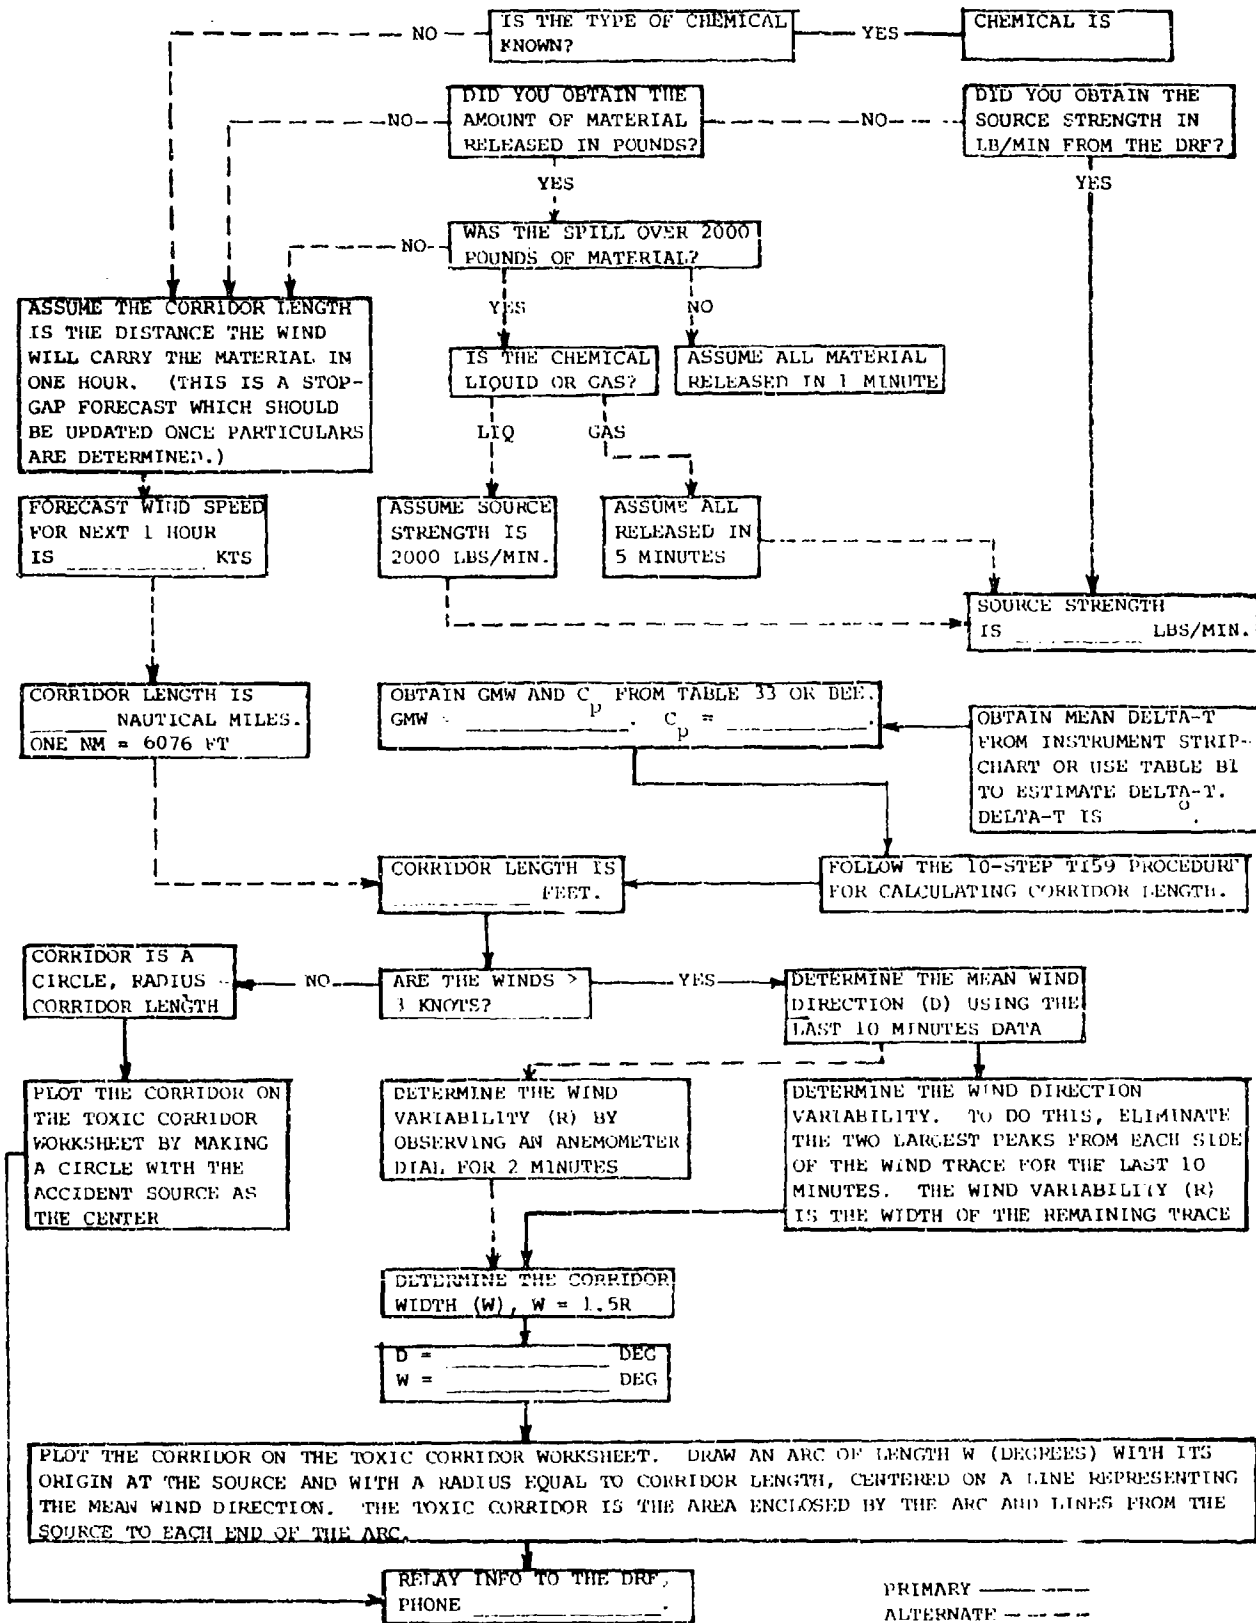 IS THE TYPE OF CHEMICAL
KNOWN?
NO
YES
CHEMICAL IS
DID YOU OBTAIN THE
AMOUNT OF MATERIAL
RELEASED IN POUNDS?
NO
NO
DID YOU OBTAIN THE
SOURCE STRENGTH IN
LB/MIN FROM THE DRF?
YES
YES
WAS THE SPILL OVER 2000
POUNDS OF MATERIAL?
NO
YES
NO
ASSUME THE CORRIDOR LENGTH
IS THE DISTANCE THE WIND
WILL CARRY THE MATERIAL IN
ONE HOUR. (THIS IS A STOP-
GAP FORECAST WHICH SHOULD
BE UPDATED ONCE PARTICULARS
ARE DETERMINED.)
IS THE CHEMICAL
LIQUID OR GAS?
ASSUME ALL MATERIAL
RELEASED IN 1 MINUTE
LIQ
GAS
FORECAST WIND SPEED
FOR NEXT 1 HOUR
IS ________ KTS
ASSUME SOURCE
STRENGTH IS
2000 LBS/MIN.
ASSUME ALL
RELEASED IN
5 MINUTES
SOURCE STRENGTH
IS ________ LBS/MIN.
CORRIDOR LENGTH IS
______ NAUTICAL MILES.
ONE NM = 6076 FT
OBTAIN GMW AND Cp FROM TABLE 33 OR BEE.
GMW = ________. Cp = ________.
OBTAIN MEAN DELTA-T
FROM INSTRUMENT STRIP-
CHART OR USE TABLE B1
TO ESTIMATE DELTA-T.
DELTA-T IS °.
CORRIDOR LENGTH IS
________ FEET.
FOLLOW THE 10-STEP TI59 PROCEDURE
FOR CALCULATING CORRIDOR LENGTH.
CORRIDOR IS A
CIRCLE, RADIUS
CORRIDOR LENGTH
NO
ARE THE WINDS >
3 KNOTS?
YES
DETERMINE THE MEAN WIND
DIRECTION (D) USING THE
LAST 10 MINUTES DATA
PLOT THE CORRIDOR ON
THE TOXIC CORRIDOR
WORKSHEET BY MAKING
A CIRCLE WITH THE
ACCIDENT SOURCE AS
THE CENTER
DETERMINE THE WIND
VARIABILITY (R) BY
OBSERVING AN ANEMOMETER
DIAL FOR 2 MINUTES
DETERMINE THE WIND DIRECTION
VARIABILITY. TO DO THIS, ELIMINATE
THE TWO LARGEST PEAKS FROM EACH SIDE
OF THE WIND TRACE FOR THE LAST 10
MINUTES. THE WIND VARIABILITY (R)
IS THE WIDTH OF THE REMAINING TRACE
DETERMINE THE CORRIDOR
WIDTH (W), W = 1.5R
D = ________ DEG
W = ________ DEG
PLOT THE CORRIDOR ON THE TOXIC CORRIDOR WORKSHEET. DRAW AN ARC OF LENGTH W (DEGREES) WITH ITS
ORIGIN AT THE SOURCE AND WITH A RADIUS EQUAL TO CORRIDOR LENGTH, CENTERED ON A LINE REPRESENTING
THE MEAN WIND DIRECTION. THE TOXIC CORRIDOR IS THE AREA ENCLOSED BY THE ARC AND LINES FROM THE
SOURCE TO EACH END OF THE ARC.
RELAY INFO TO THE DRF,
PHONE ________.
PRIMARY
ALTERNATE